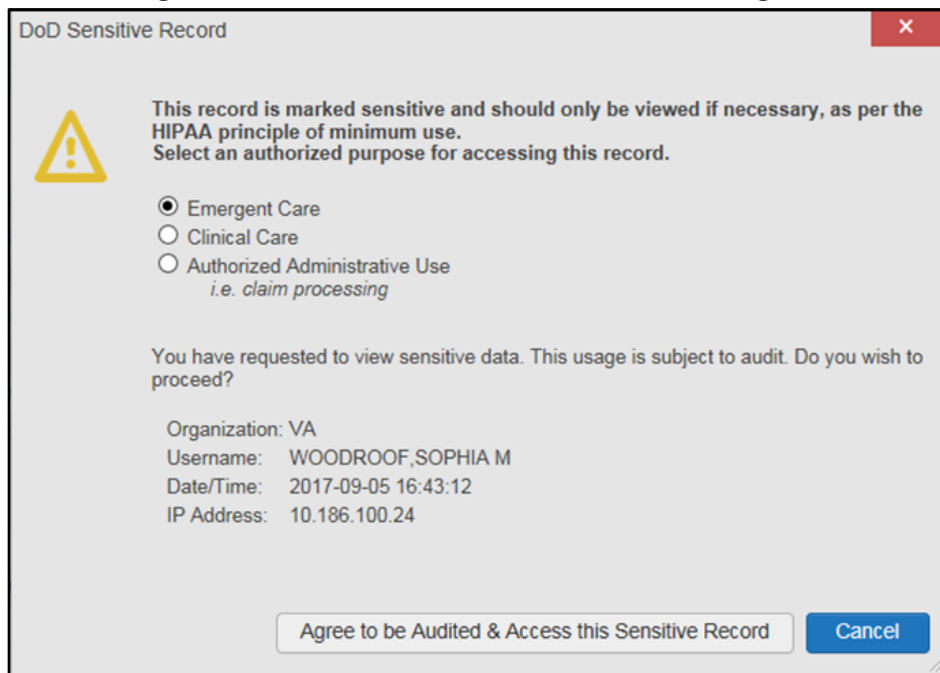 DoD Sensitive Record
This record is marked sensitive and should only be viewed if necessary, as per the
HIPAA principle of minimum use.
Select an authorized purpose for accessing this record.
Emergent Care
Clinical Care
Authorized Administrative Use
i.e. claim processing
You have requested to view sensitive data. This usage is subject to audit. Do you wish to
proceed?
Organization: VA
Username: WOODROOF,SOPHIA M
Date/Time: 2017-09-05 16:43:12
IP Address: 10.186.100.24
Agree to be Audited & Access this Sensitive Record Cancel